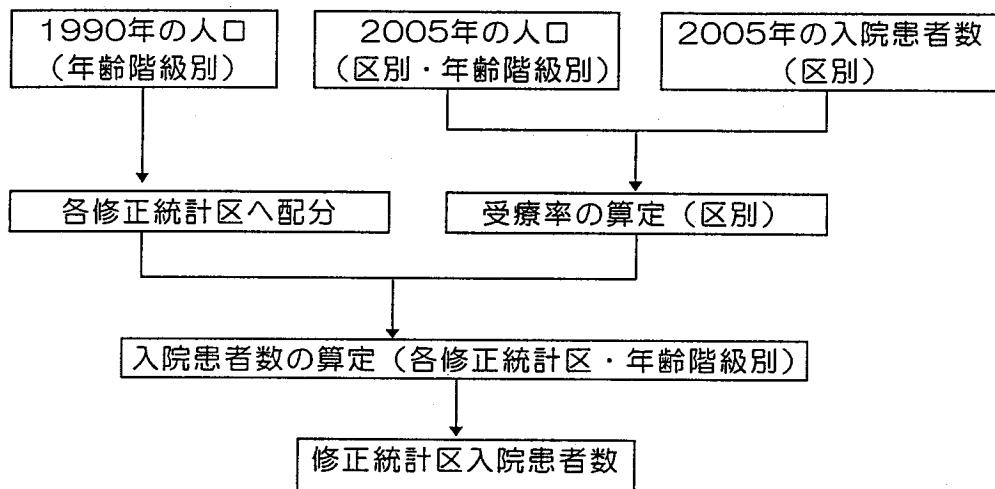 1990年の人口
（年齢階級別）
2005年の人口
（区別・年齢階級別）
2005年の入院患者数
（区別）
各修正統計区へ配分
受療率の算定（区別）
入院患者数の算定（各修正統計区・年齢階級別）
修正統計区入院患者数